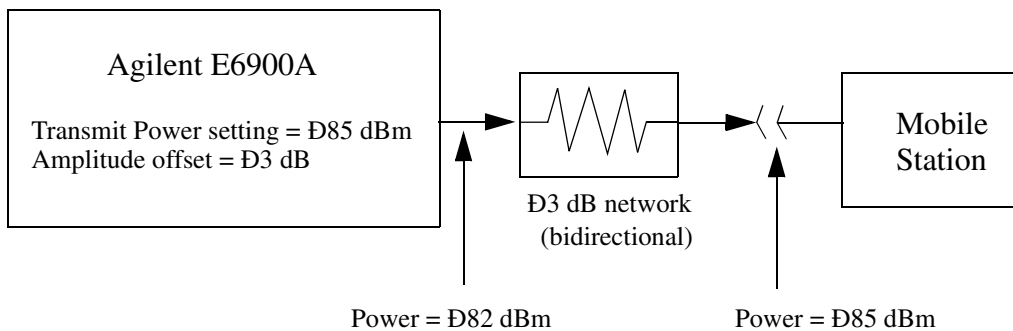 Agilent E6900A
Transmit Power setting = Ð85 dBm
Amplitude offset = Ð3 dB
Ð3 dB network
(bidirectional)
Mobile
Station
Power = Ð82 dBm
Power = Ð85 dBm